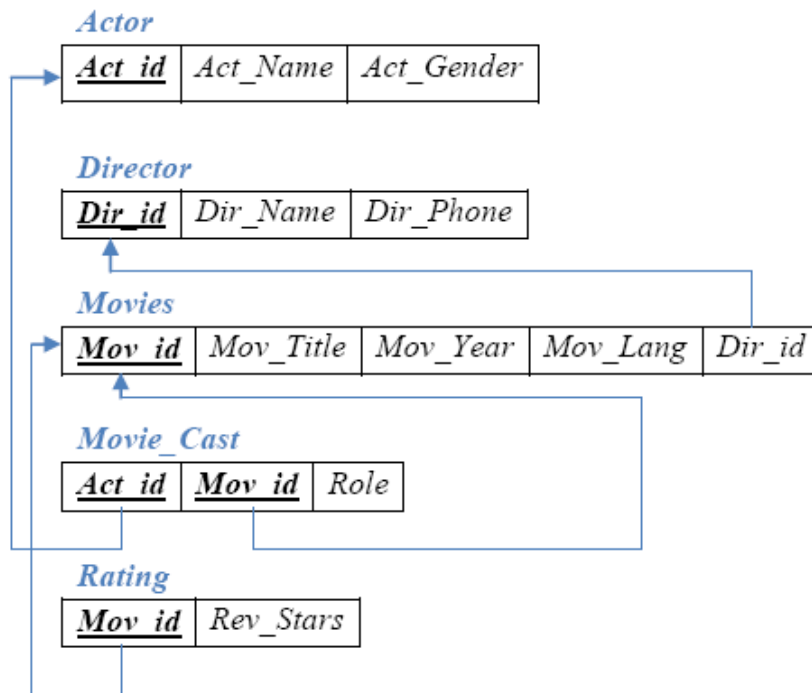 Actor
Act_id Act_Name Act_Gender
Director
Dir_id Dir_Name Dir_Phone
Movies
Mov_id Mov_Title Mov_Year Mov_Lang Dir_id
Movie_Cast
Act_id Mov_id Role
Rating
Mov_id Rev_Stars